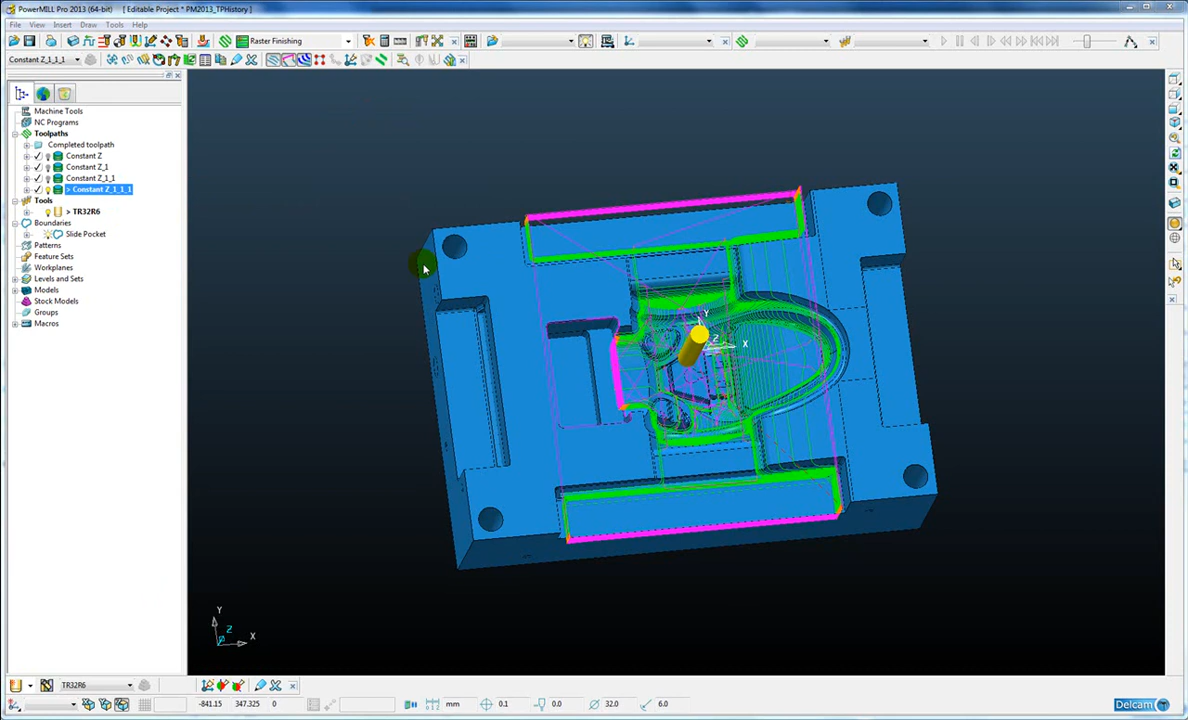 PowerMILL Pro 2013 (64-bit) [ Editable Project * PM2013_TPHistory ]
File View Insert Draw Tools Help
Raster Finishing
Constant Z_1_1_1
Machine Tools
NC Programs
Toolpaths
Completed toolpath
Constant Z
Constant Z_1
Constant Z_1_1
> Constant Z_1_1_1
Tools
> TR32R6
Boundaries
Slide Pocket
Patterns
Feature Sets
Workplanes
Levels and Sets
Models
Stock Models
Groups
Macros
Y
Z
X
Y
Z
X
TR32R6
-841.15 347.325 0 mm 0.1 0.0 32.0 6.0 Delcam